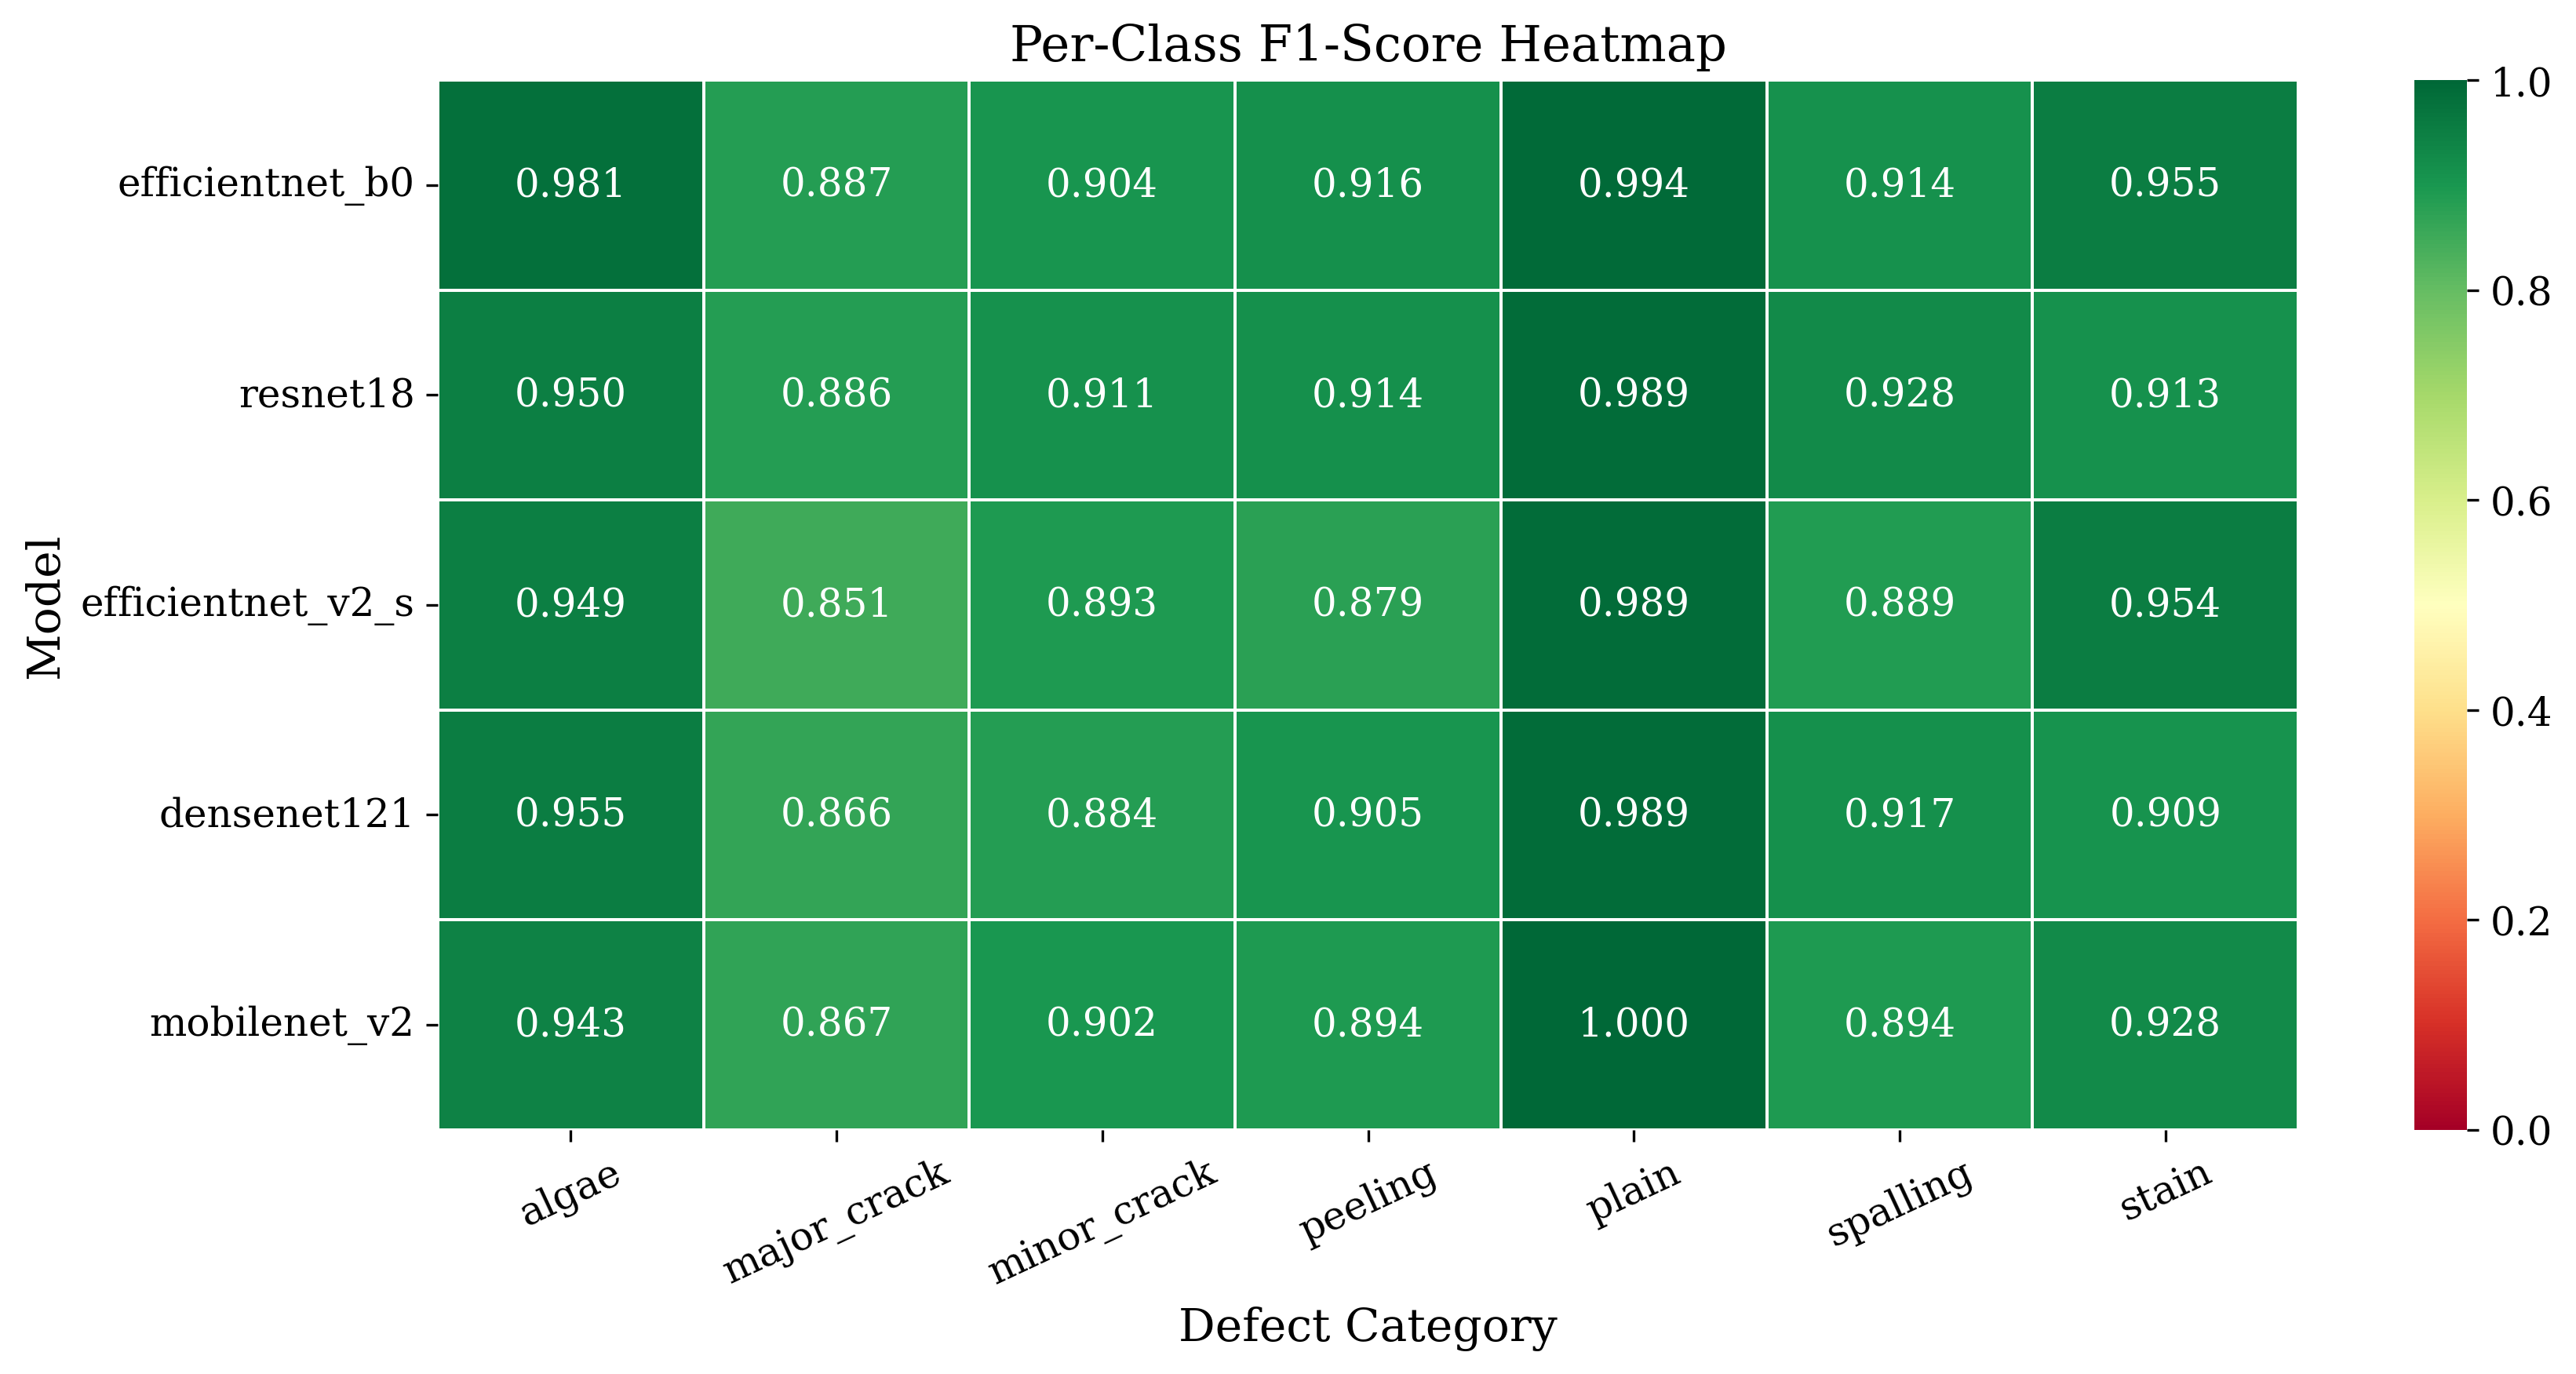 Per-Class F1-Score Heatmap
Model
efficientnet_b0 0.981 0.887 0.904 0.916 0.994 0.914 0.955
resnet18 0.950 0.886 0.911 0.914 0.989 0.928 0.913
efficientnet_v2_s 0.949 0.851 0.893 0.879 0.989 0.889 0.954
densenet121 0.955 0.866 0.884 0.905 0.989 0.917 0.909
mobilenet_v2 0.943 0.867 0.902 0.894 1.000 0.894 0.928
algae major_crack minor_crack peeling plain spalling stain
Defect Category
1.0
0.8
0.6
0.4
0.2
0.0